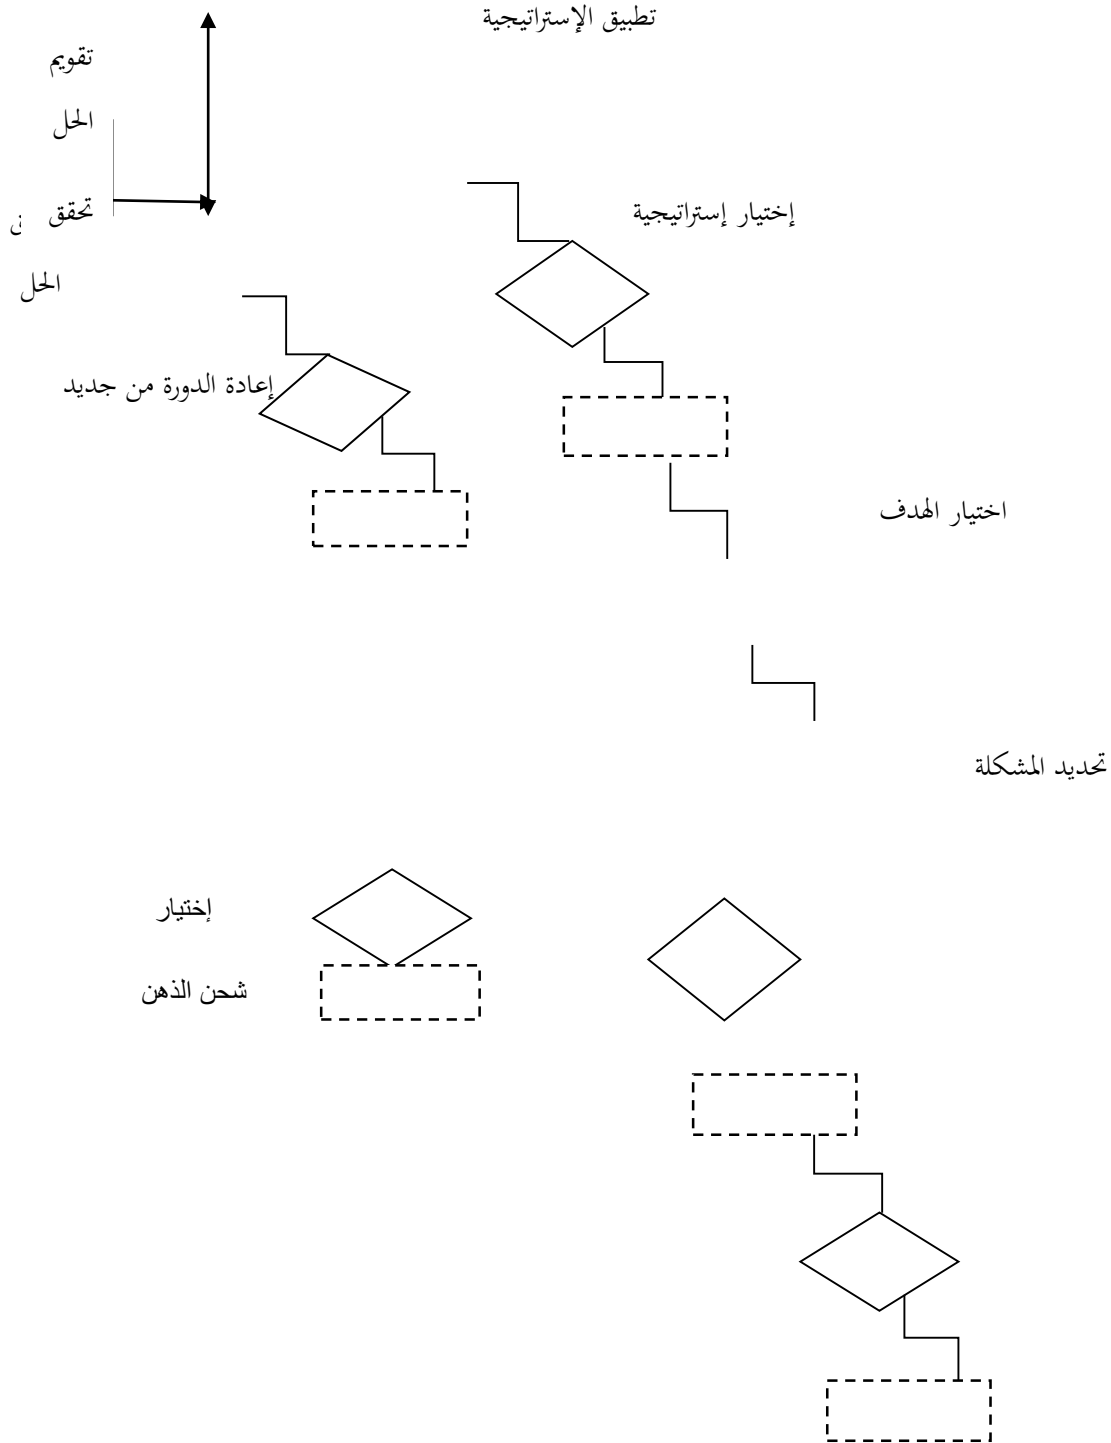 تطبيق الإستراتيجية
تقويم
الحل
إختيار إستراتيجية
تحقق
الحل
إعادة الدورة من جديد
اختيار الهدف
تحديد المشكلة
إختيار
شحن الذهن